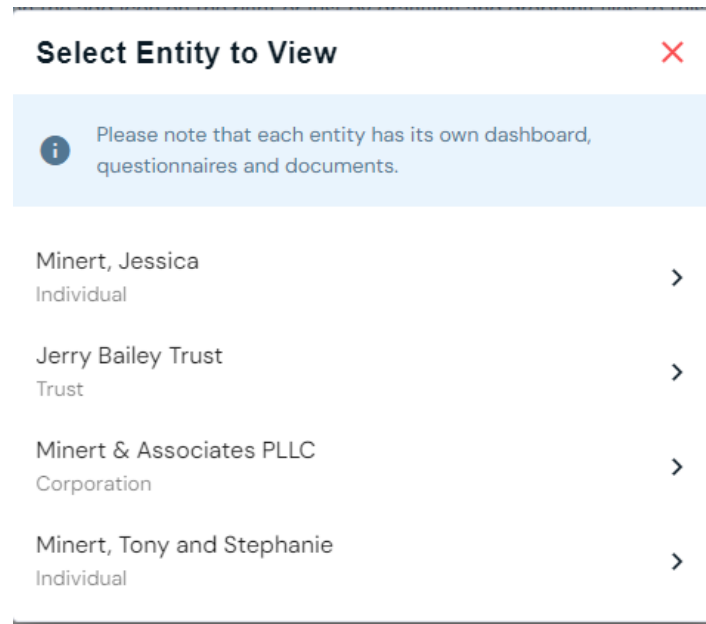 Select Entity to View
Please note that each entity has its own dashboard,
questionnaires and documents.
Minert, Jessica
Individual
Jerry Bailey Trust
Trust
Minert & Associates PLLC
Corporation
Minert, Tony and Stephanie
Individual